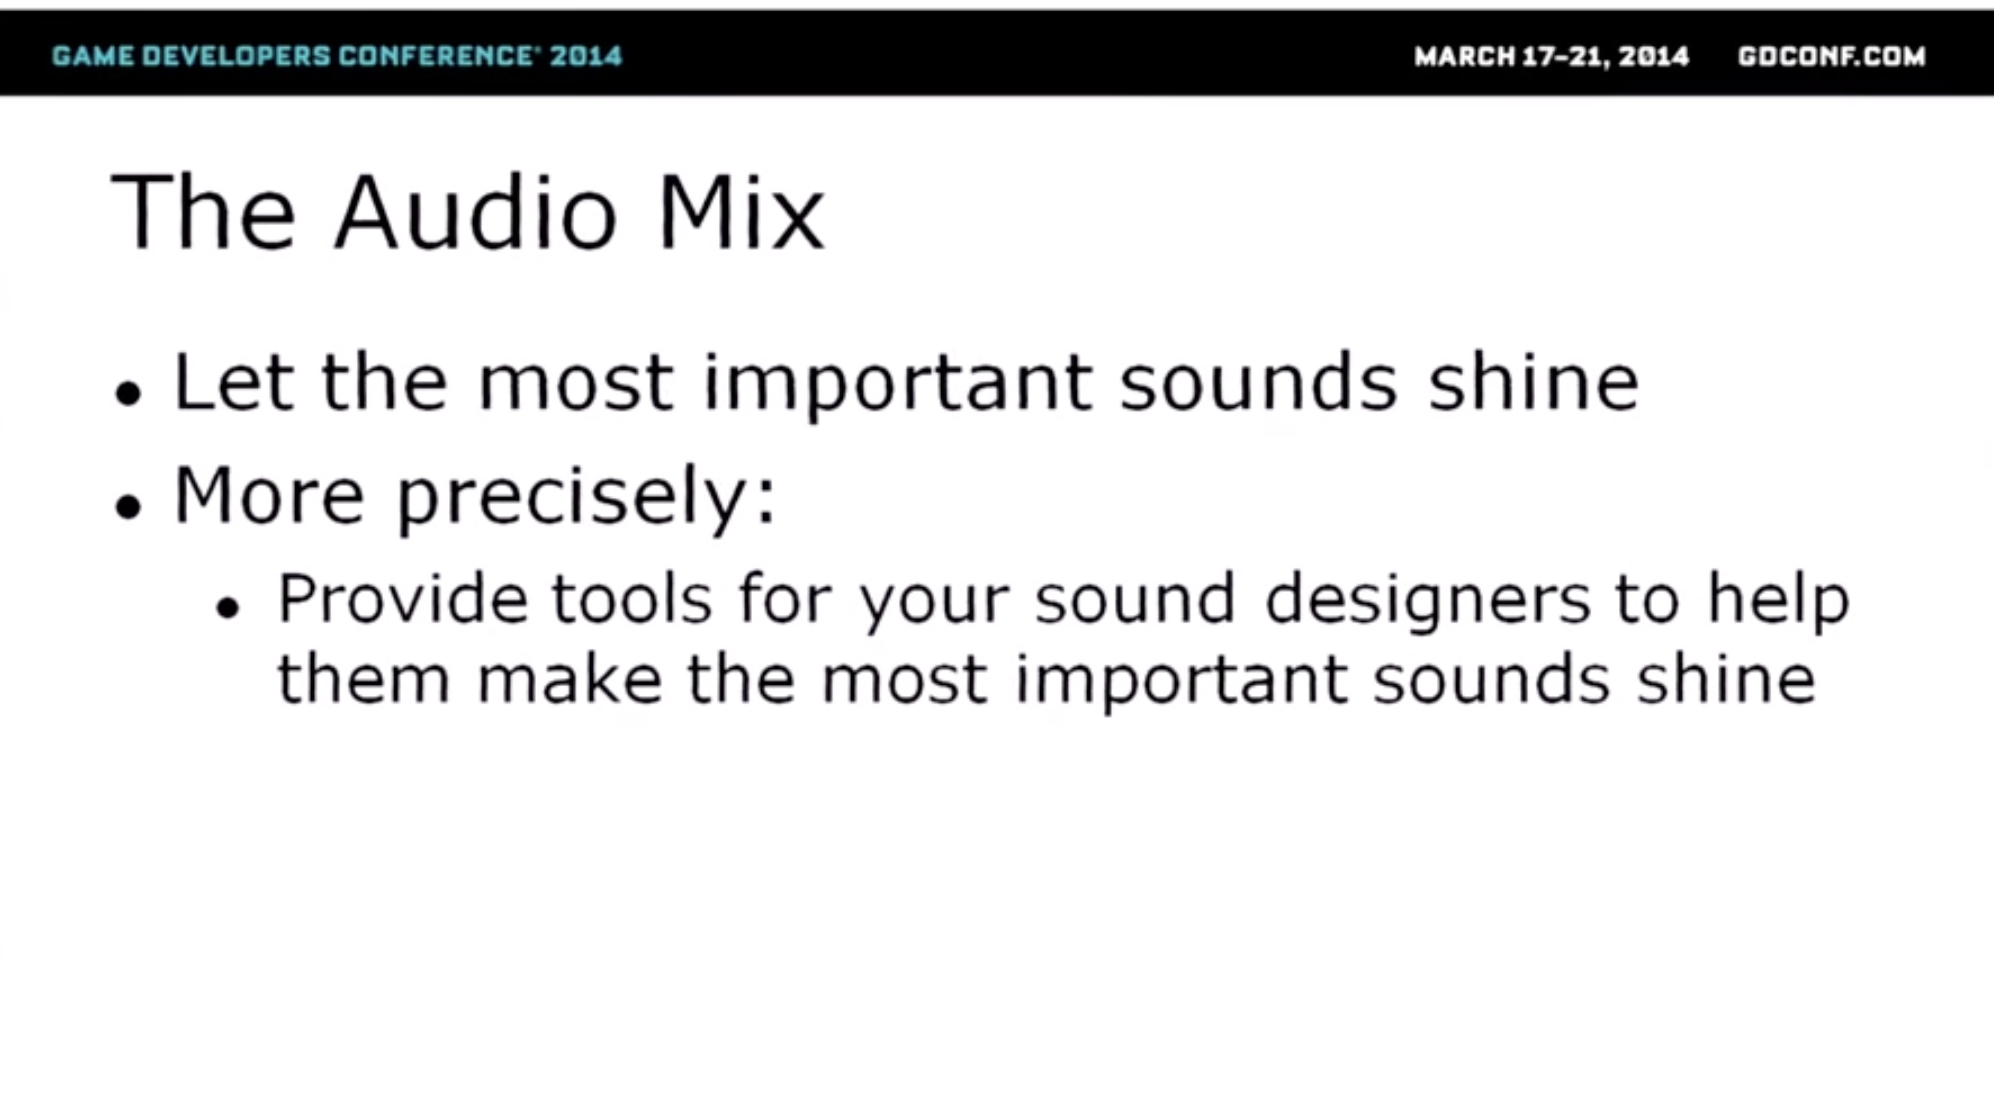 GAME DEVELOPERS CONFERENCE® 2014
MARCH 17–21, 2014 GDCONF.COM
The Audio Mix
• Let the most important sounds shine
• More precisely:
• Provide tools for your sound designers to help
them make the most important sounds shine